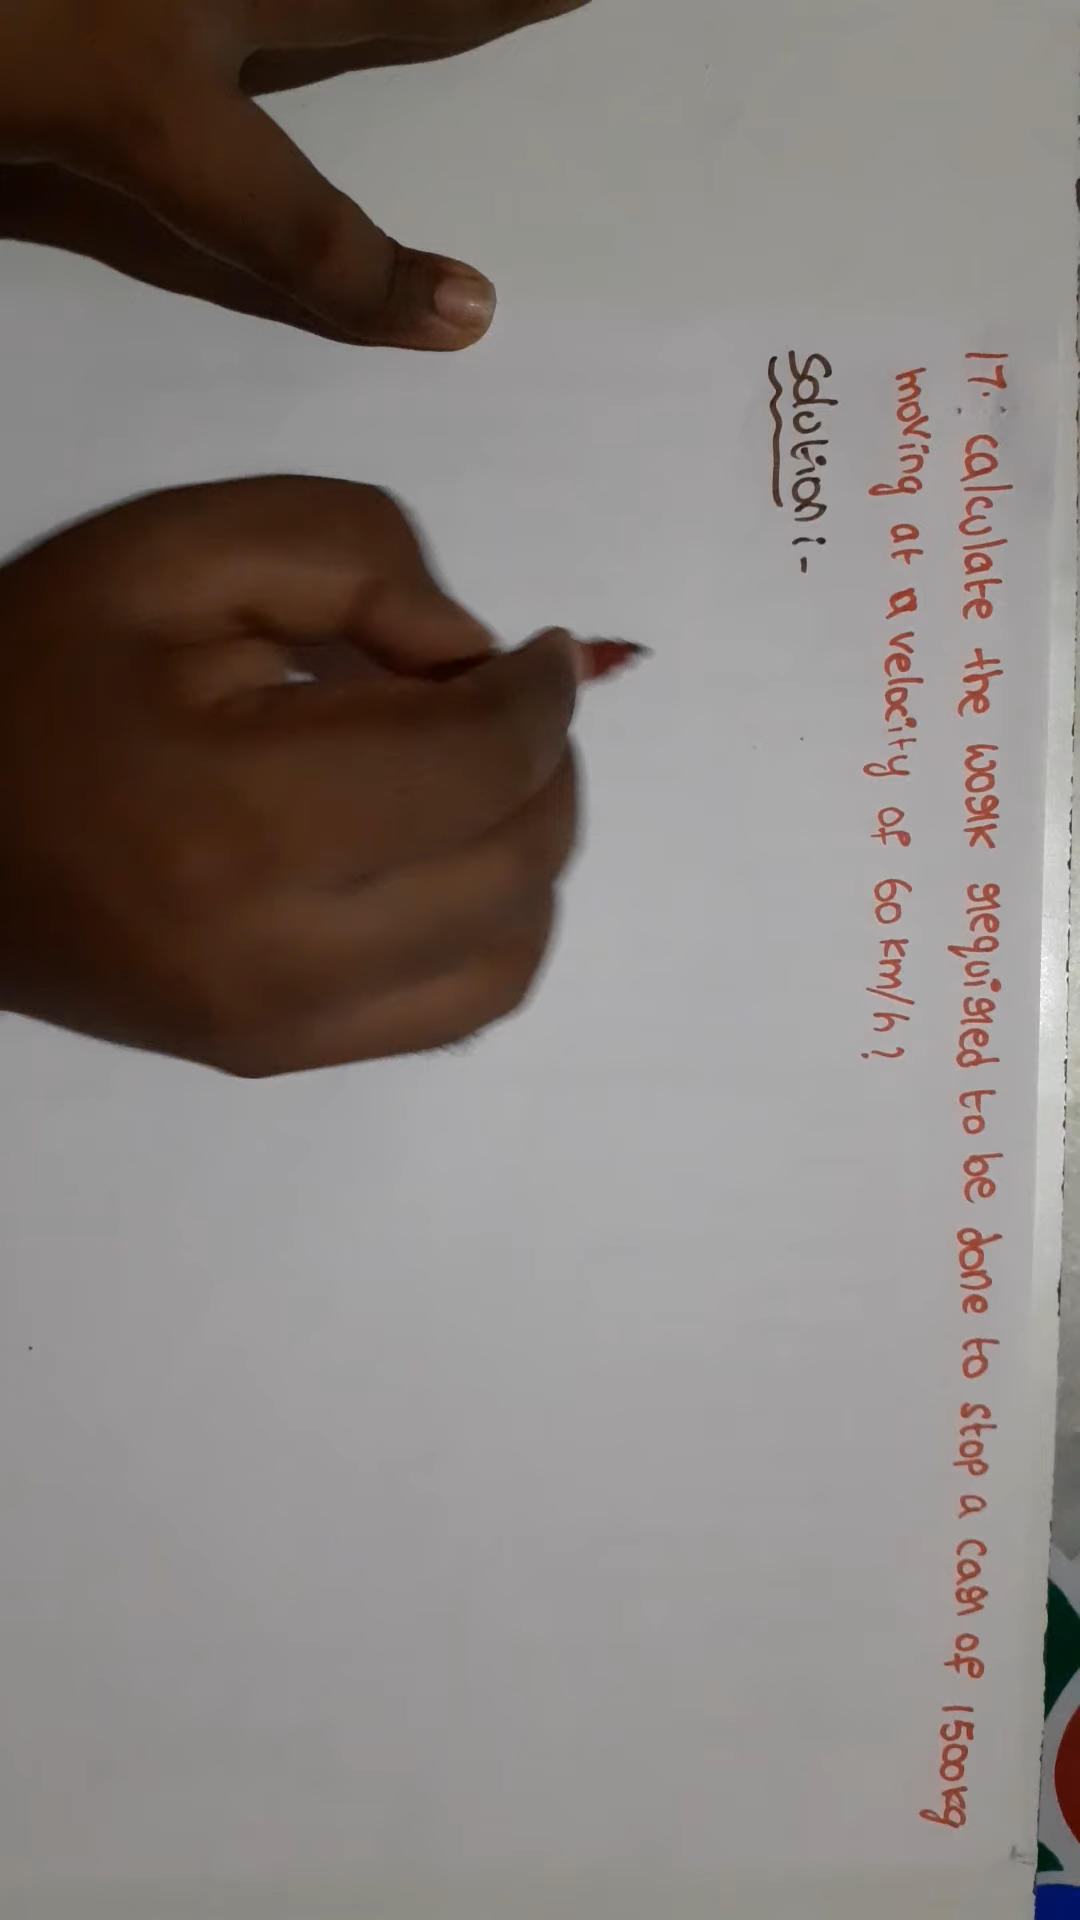 17. calculate the work required to be done to stop a car of 1500kg
moving at a velocity of 60 km/h?
Solution :-